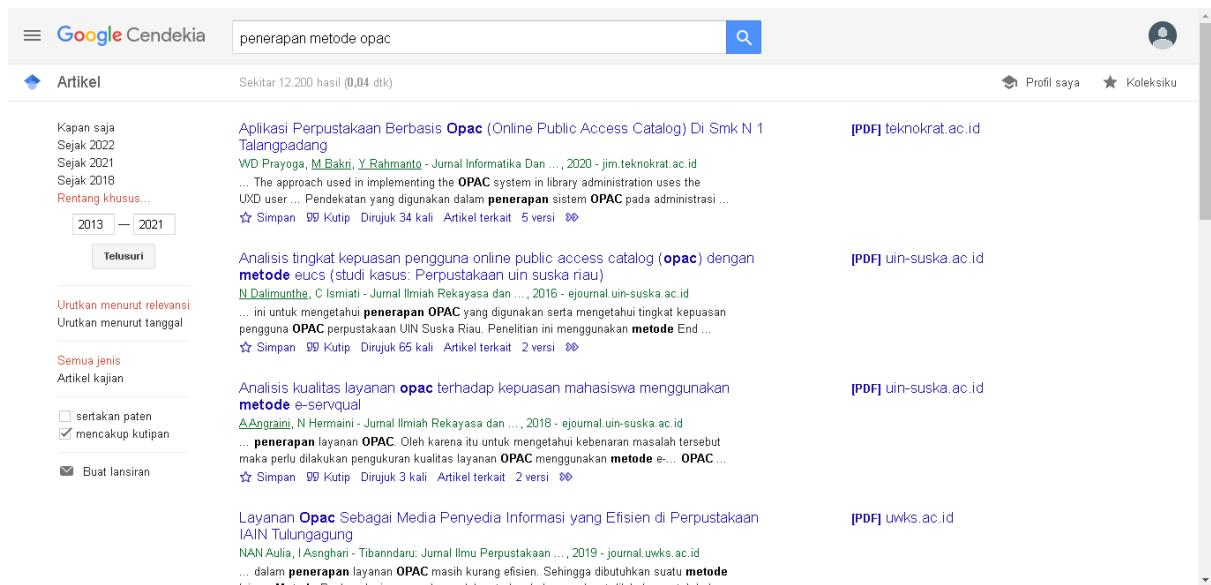 Google Cendekia
penerapan metode opac
Artikel
Sekitar 12.200 hasil (0,04 dtk)
Profil saya
Koleksiku
Kapan saja
Sejak 2022
Sejak 2021
Sejak 2018
Rentang khusus...
2013 — 2021
Telusuri
Urutkan menurut relevansi
Urutkan menurut tanggal
Semua jenis
Artikel kajian
sertakan paten
mencakup kutipan
Buat lansiran
Aplikasi Perpustakaan Berbasis Opac (Online Public Access Catalog) Di Smk N 1
Talangpadang
WD Prayoga, M Bakri, Y Rahmanto - Jurnal Informatika Dan ..., 2020 - jim.teknokrat.ac.id
... The approach used in implementing the OPAC system in library administration uses the
UXD user ... Pendekatan yang digunakan dalam penerapan sistem OPAC pada administrasi ...
Simpan Kutip Dirujuk 34 kali Artikel terkait 5 versi
[PDF] teknokrat.ac.id
Analisis tingkat kepuasan pengguna online public access catalog (opac) dengan
metode eucs (studi kasus: Perpustakaan uin suska riau)
N Dalimunthe, C Ismiati - Jurnal Ilmiah Rekayasa dan ..., 2016 - ejournal.uin-suska.ac.id
... ini untuk mengetahui penerapan OPAC yang digunakan serta mengetahui tingkat kepuasan
pengguna OPAC perpustakaan UIN Suska Riau. Penelitian ini menggunakan metode End ...
Simpan Kutip Dirujuk 65 kali Artikel terkait 2 versi
[PDF] uin-suska.ac.id
Analisis kualitas layanan opac terhadap kepuasan mahasiswa menggunakan
metode e-servqual
A Angraini, N Hermaini - Jurnal Ilmiah Rekayasa dan ..., 2018 - ejournal.uin-suska.ac.id
... penerapan layanan OPAC. Oleh karena itu untuk mengetahui kebenaran masalah tersebut
maka perlu dilakukan pengukuran kualitas layanan OPAC menggunakan metode e-... OPAC ...
Simpan Kutip Dirujuk 3 kali Artikel terkait 2 versi
[PDF] uin-suska.ac.id
Layanan Opac Sebagai Media Penyedia Informasi yang Efisien di Perpustakaan
IAIN Tulungagung
NAN Aulia, I Asnghari - Tibanndaru: Jurnal Ilmu Perpustakaan ..., 2019 - journal.uwks.ac.id
... dalam penerapan layanan OPAC masih kurang efisien. Sehingga dibutuhkan suatu metode
[PDF] uwks.ac.id